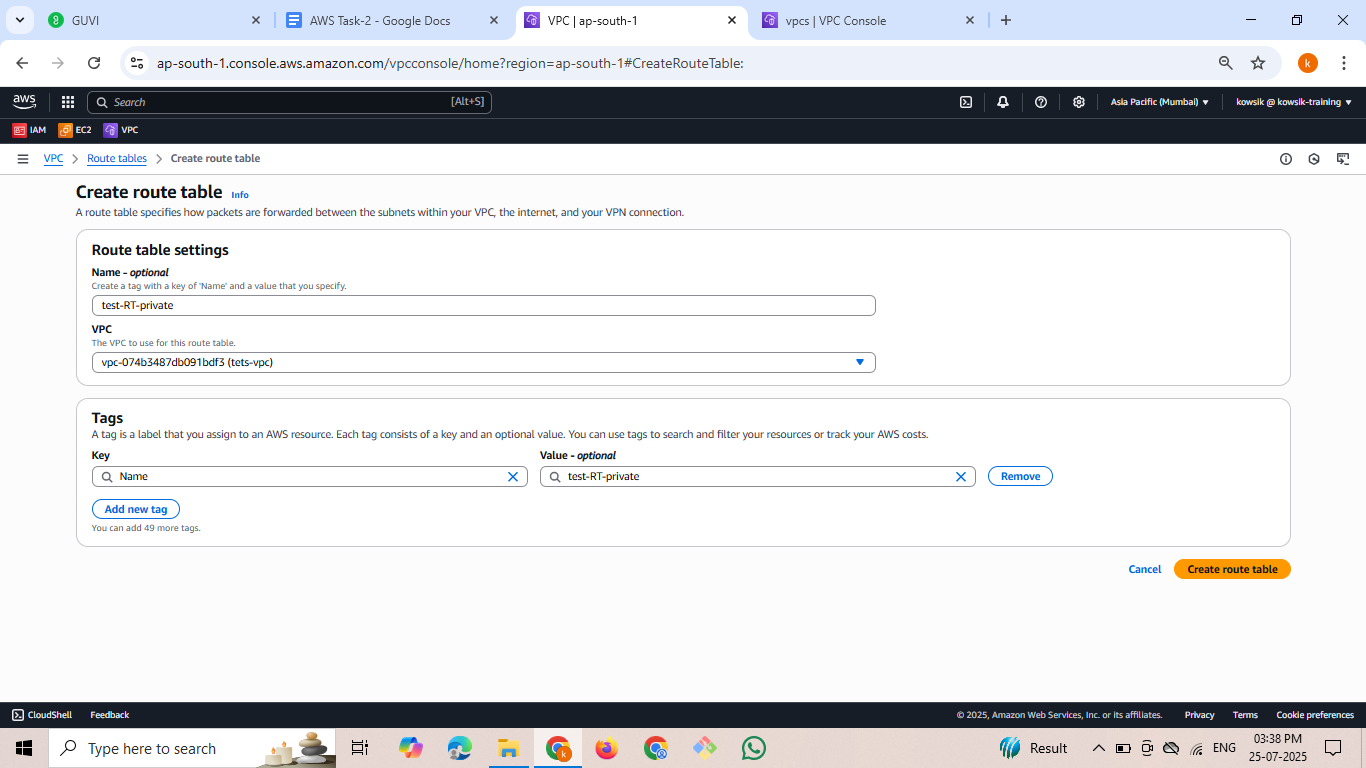 GUVI
AWS Task-2 - Google Docs
VPC | ap-south-1
vpcs | VPC Console
ap-south-1.console.aws.amazon.com/vpcconsole/home?region=ap-south-1#CreateRouteTable:
k
aws
Search
[Alt+S]
Asia Pacific (Mumbai)
kowsik @ kowsik-training
IAM
EC2
VPC
VPC > Route tables > Create route table
Create route table Info
A route table specifies how packets are forwarded between the subnets within your VPC, the internet, and your VPN connection.
Route table settings
Name - optional
Create a tag with a key of 'Name' and a value that you specify.
test-RT-private
VPC
The VPC to use for this route table.
vpc-074b3487db091bdf3 (tets-vpc)
Tags
A tag is a label that you assign to an AWS resource. Each tag consists of a key and an optional value. You can use tags to search and filter your resources or track your AWS costs.
Key
Value - optional
Name
test-RT-private
Remove
Add new tag
You can add 49 more tags.
Cancel
Create route table
CloudShell
Feedback
© 2025, Amazon Web Services, Inc. or its affiliates.
Privacy
Terms
Cookie preferences
Type here to search
k
Result
ENG
03:38 PM
25-07-2025